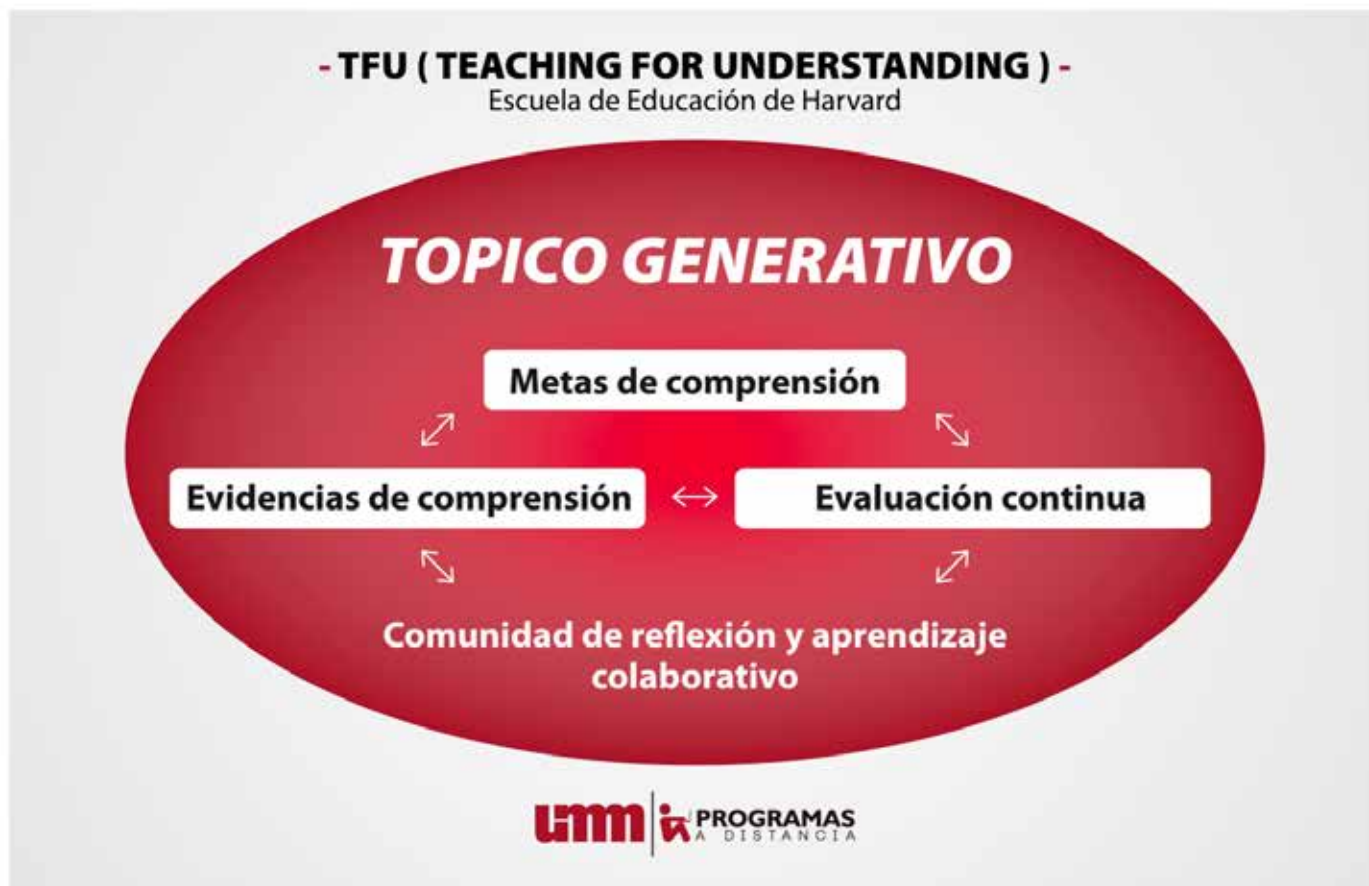 - TFU ( TEACHING FOR UNDERSTANDING ) -
Escuela de Educación de Harvard
TOPICO GENERATIVO
Metas de comprensión
Evidencias de comprensión
Evaluación continua
Comunidad de reflexión y aprendizaje
colaborativo
umm
PROGRAMAS
A DISTANCIA